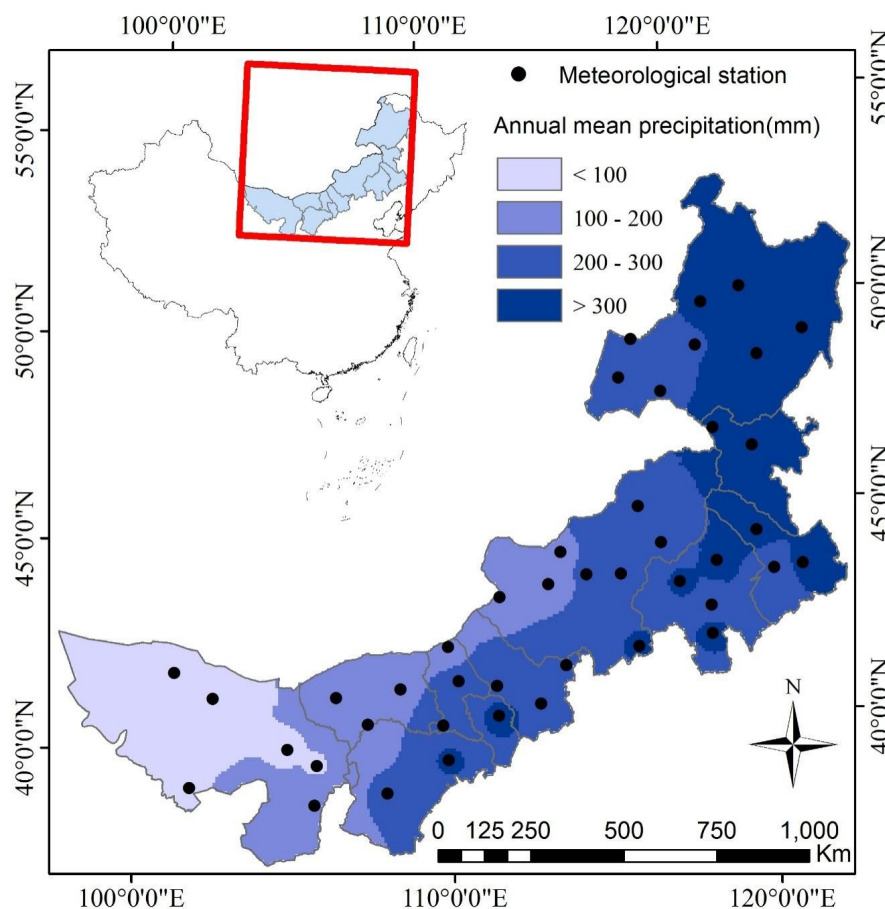 100°0'0"E 110°0'0"E 120°0'0"E
Meteorological station
Annual mean precipitation(mm)
< 100
100 - 200
200 - 300
> 300
55°0'0"N
50°0'0"N
45°0'0"N
40°0'0"N
55°0'0"N
50°0'0"N
45°0'0"N
40°0'0"N
N
0 125 250 500 750 1,000
Km
100°0'0"E 110°0'0"E 120°0'0"E